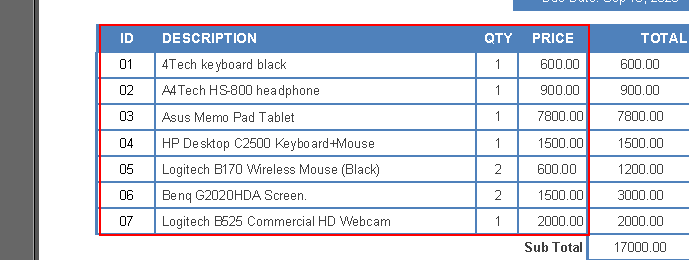 ID DESCRIPTION QTY PRICE TOTAL
01 4Tech keyboard black 1 600.00 600.00
02 A4Tech HS-800 headphone 1 900.00 900.00
03 Asus Memo Pad Tablet 1 7800.00 7800.00
04 HP Desktop C2500 Keyboard+Mouse 1 1500.00 1500.00
05 Logitech B170 Wireless Mouse (Black) 2 600.00 1200.00
06 Benq G2020HDA Screen. 2 1500.00 3000.00
07 Logitech B525 Commercial HD Webcam 1 2000.00 2000.00
Sub Total 17000.00